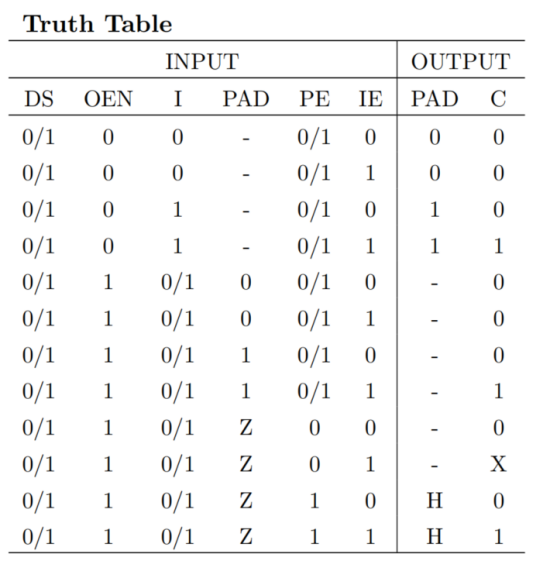 Truth Table
INPUT OUTPUT
DS OEN I PAD PE IE PAD C
0/1 0 0 - 0/1 0 0 0
0/1 0 0 - 0/1 1 0 0
0/1 0 1 - 0/1 0 1 0
0/1 0 1 - 0/1 1 1 1
0/1 1 0/1 0 0/1 0 - 0
0/1 1 0/1 0 0/1 1 - 0
0/1 1 0/1 1 0/1 0 - 0
0/1 1 0/1 1 0/1 1 - 1
0/1 1 0/1 Z 0 0 - 0
0/1 1 0/1 Z 0 1 - X
0/1 1 0/1 Z 1 0 H 0
0/1 1 0/1 Z 1 1 H 1